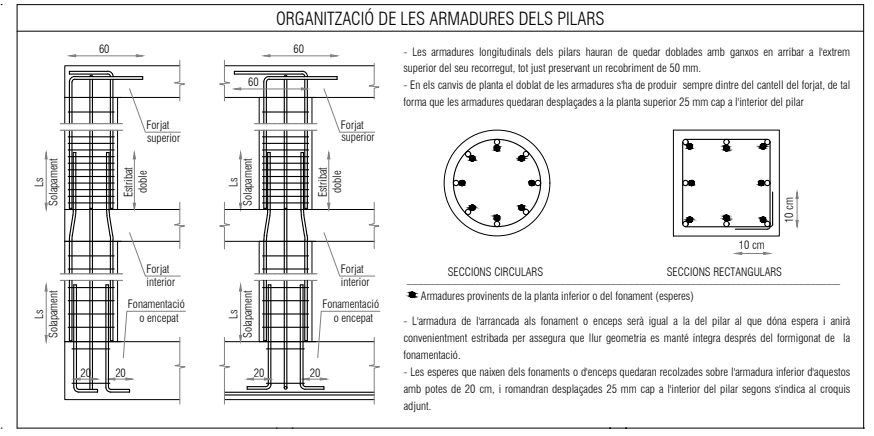 ORGANITZACIÓ DE LES ARMADURES DELS PILARS
60
60
60
Forjat
superior
Forjat
superior
Ls
Solapament
Estribat
doble
Ls
Solapament
Estribat
doble
Forjat
interior
Forjat
interior
Ls
Solapament
Fonamentació
o encepat
Ls
Solapament
Fonamentació
o encepat
20
20
20
20
- Les armadures longitudinals dels pilars hauran de quedar doblades amb ganxos en arribar a l'extrem
superior del seu recorregut, tot just preservant un recobriment de 50 mm.
- En els canvis de planta el doblat de les armadures s'ha de produir sempre dintre del cantell del forjat, de tal
forma que les armadures quedaran desplaçades a la planta superior 25 mm cap a l'interior del pilar
10 cm
10 cm
SECCIONS CIRCULARS
SECCIONS RECTANGULARS
Armadures provinents de la planta inferior o del fonament (esperes)
- L'armadura de l'arrancada als fonament o enceps serà igual a la del pilar al que dóna espera i anirà
convenientment estribada per assegura que llur geometria es manté integra després del formigonat de la
fonamentació.
- Les esperes que naixen dels fonaments o d'enceps quedaran recolzades sobre l'armadura inferior d'aquestos
amb potes de 20 cm, i romandran desplaçades 25 mm cap a l'interior del pilar segons s'indica al croquis
adjunt.